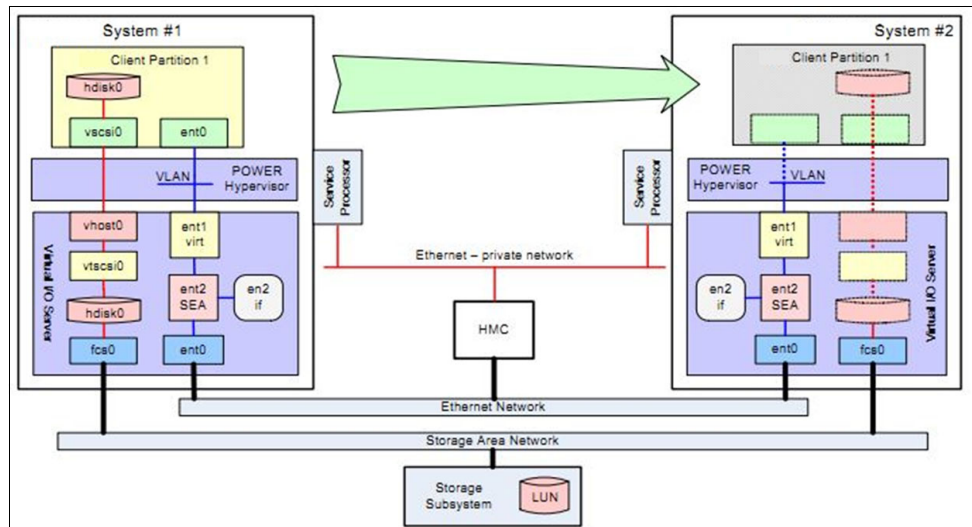 System #1
Client Partition 1
hdisk0
vscsi0
ent0
VLAN
POWER
Hypervisor
Service
Processor
Virtual I/O Server
vhost0
vtscsi0
hdisk0
fcs0
ent1
virt
ent2
SEA
en2
if
ent0
Ethernet – private network
HMC
System #2
Client Partition 1
Service
Processor
POWER
Hypervisor
VLAN
ent1
virt
en2
if
ent2
SEA
ent0
fcs0
Virtual I/O Server
Ethernet Network
Storage Area Network
Storage
Subsystem
LUN